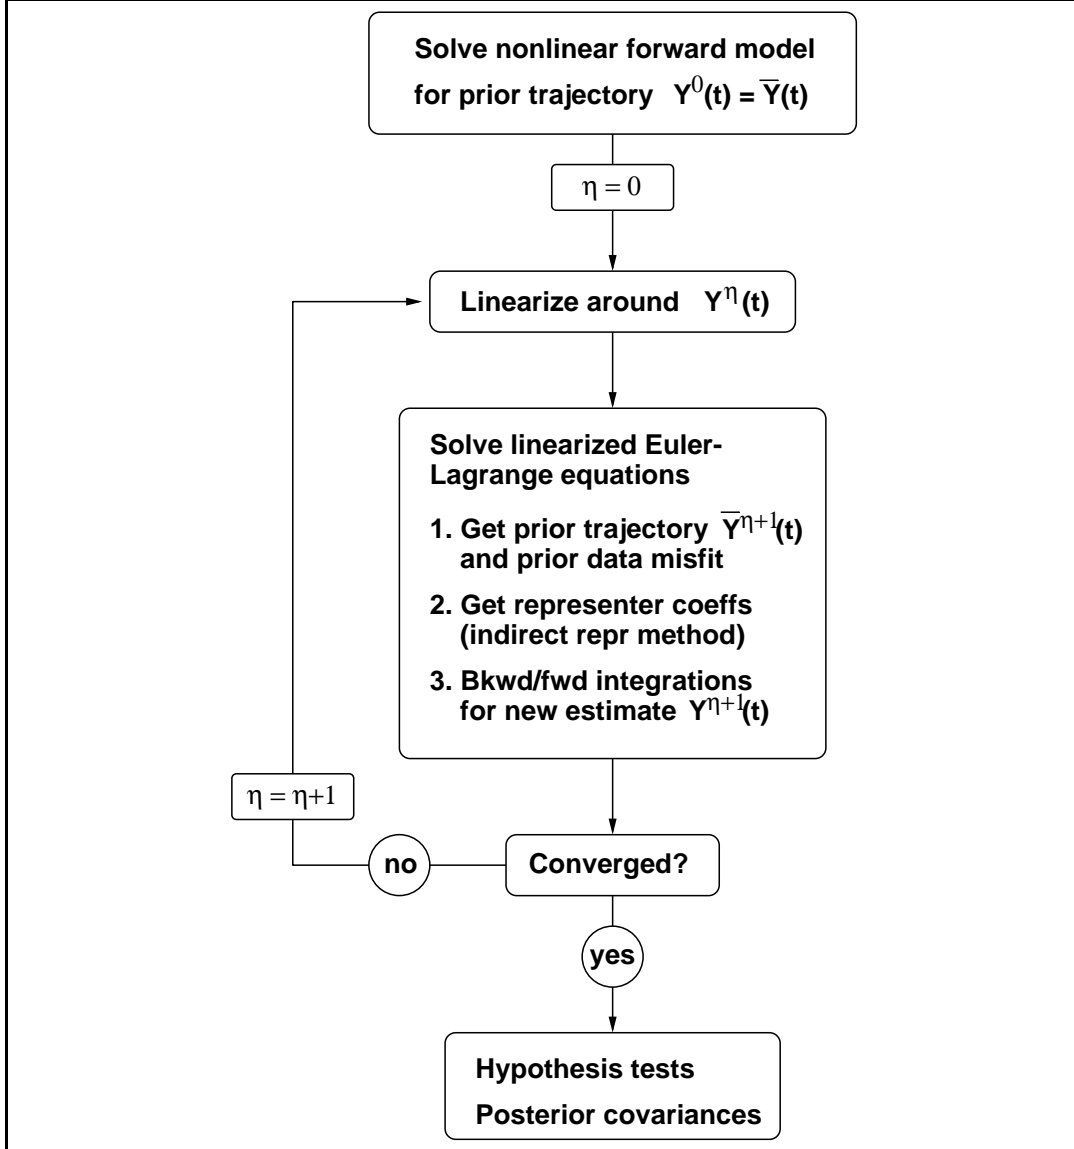 Solve nonlinear forward model
for prior trajectory Y⁰(t) = Y̅(t)
η = 0
Linearize around Y^η(t)
Solve linearized Euler-
Lagrange equations
1. Get prior trajectory Y̅^η+1(t)
and prior data misfit
2. Get representer coeffs
(indirect repr method)
3. Bkwd/fwd integrations
for new estimate Y^η+1(t)
η = η+1
no
Converged?
yes
Hypothesis tests
Posterior covariances